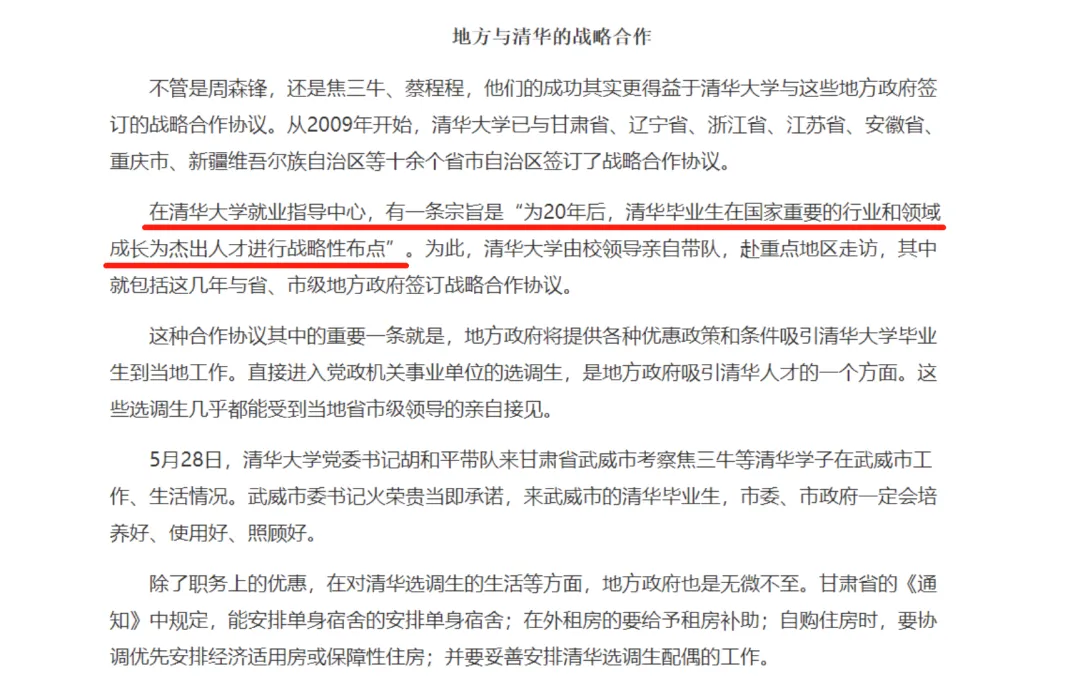 地方与清华的战略合作
不管是周森锋，还是焦三牛、蔡程程，他们的成功其实更得益于清华大学与这些地方政府签
订的战略合作协议。从2009年开始，清华大学已与甘肃省、辽宁省、浙江省、江苏省、安徽省、
重庆市、新疆维吾尔族自治区等十余个省市自治区签订了战略合作协议。
在清华大学就业指导中心，有一条宗旨是“为20年后，清华毕业生在国家重要的行业和领域
成长为杰出人才进行战略性布点”。为此，清华大学由校领导亲自带队，赴重点地区走访，其中
就包括这几年与省、市级地方政府签订战略合作协议。
这种合作协议其中的重要一条就是，地方政府将提供各种优惠政策和条件吸引清华大学毕业
生到当地工作。直接进入党政机关事业单位的选调生，是地方政府吸引清华人才的一个方面。这
些选调生几乎都能受到当地省市级领导的亲自接见。
5月28日，清华大学党委书记胡和平带队来甘肃省武威市考察焦三牛等清华学子在武威市工
作、生活情况。武威市委书记火荣贵当即承诺，来武威市的清华毕业生，市委、市政府一定会培
养好、使用好、照顾好。
除了职务上的优惠，在对清华选调生的生活等方面，地方政府也是无微不至。甘肃省的《通
知》中规定，能安排单身宿舍的安排单身宿舍；在外租房的要给予租房补助；自购住房时，要协
调优先安排经济适用房或保障性住房；并要妥善安排清华选调生配偶的工作。